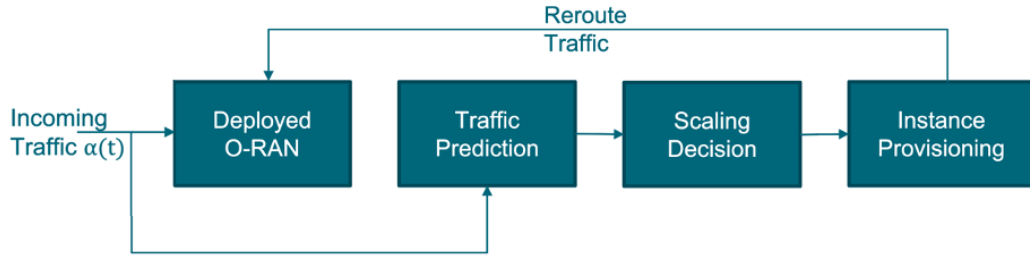 Reroute
Traffic
Incoming
Traffic α(t)
Deployed
O-RAN
Traffic
Prediction
Scaling
Decision
Instance
Provisioning